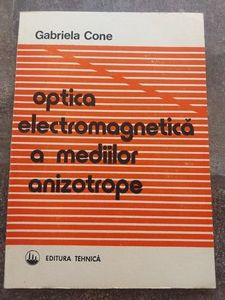 Gabriela Cone
optica
electromagnetică
a mediilor
anizotrope
EDITURA TEHNICĂ